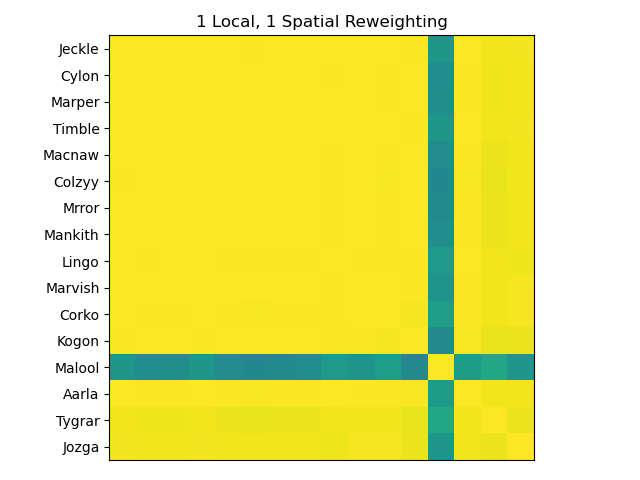 1 Local, 1 Spatial Reweighting
Jeckle
Cylon
Marper
Timble
Macnaw
Colzyy
Mrror
Mankith
Lingo
Marvish
Corko
Kogon
Malool
Aarla
Tygrar
Jozga